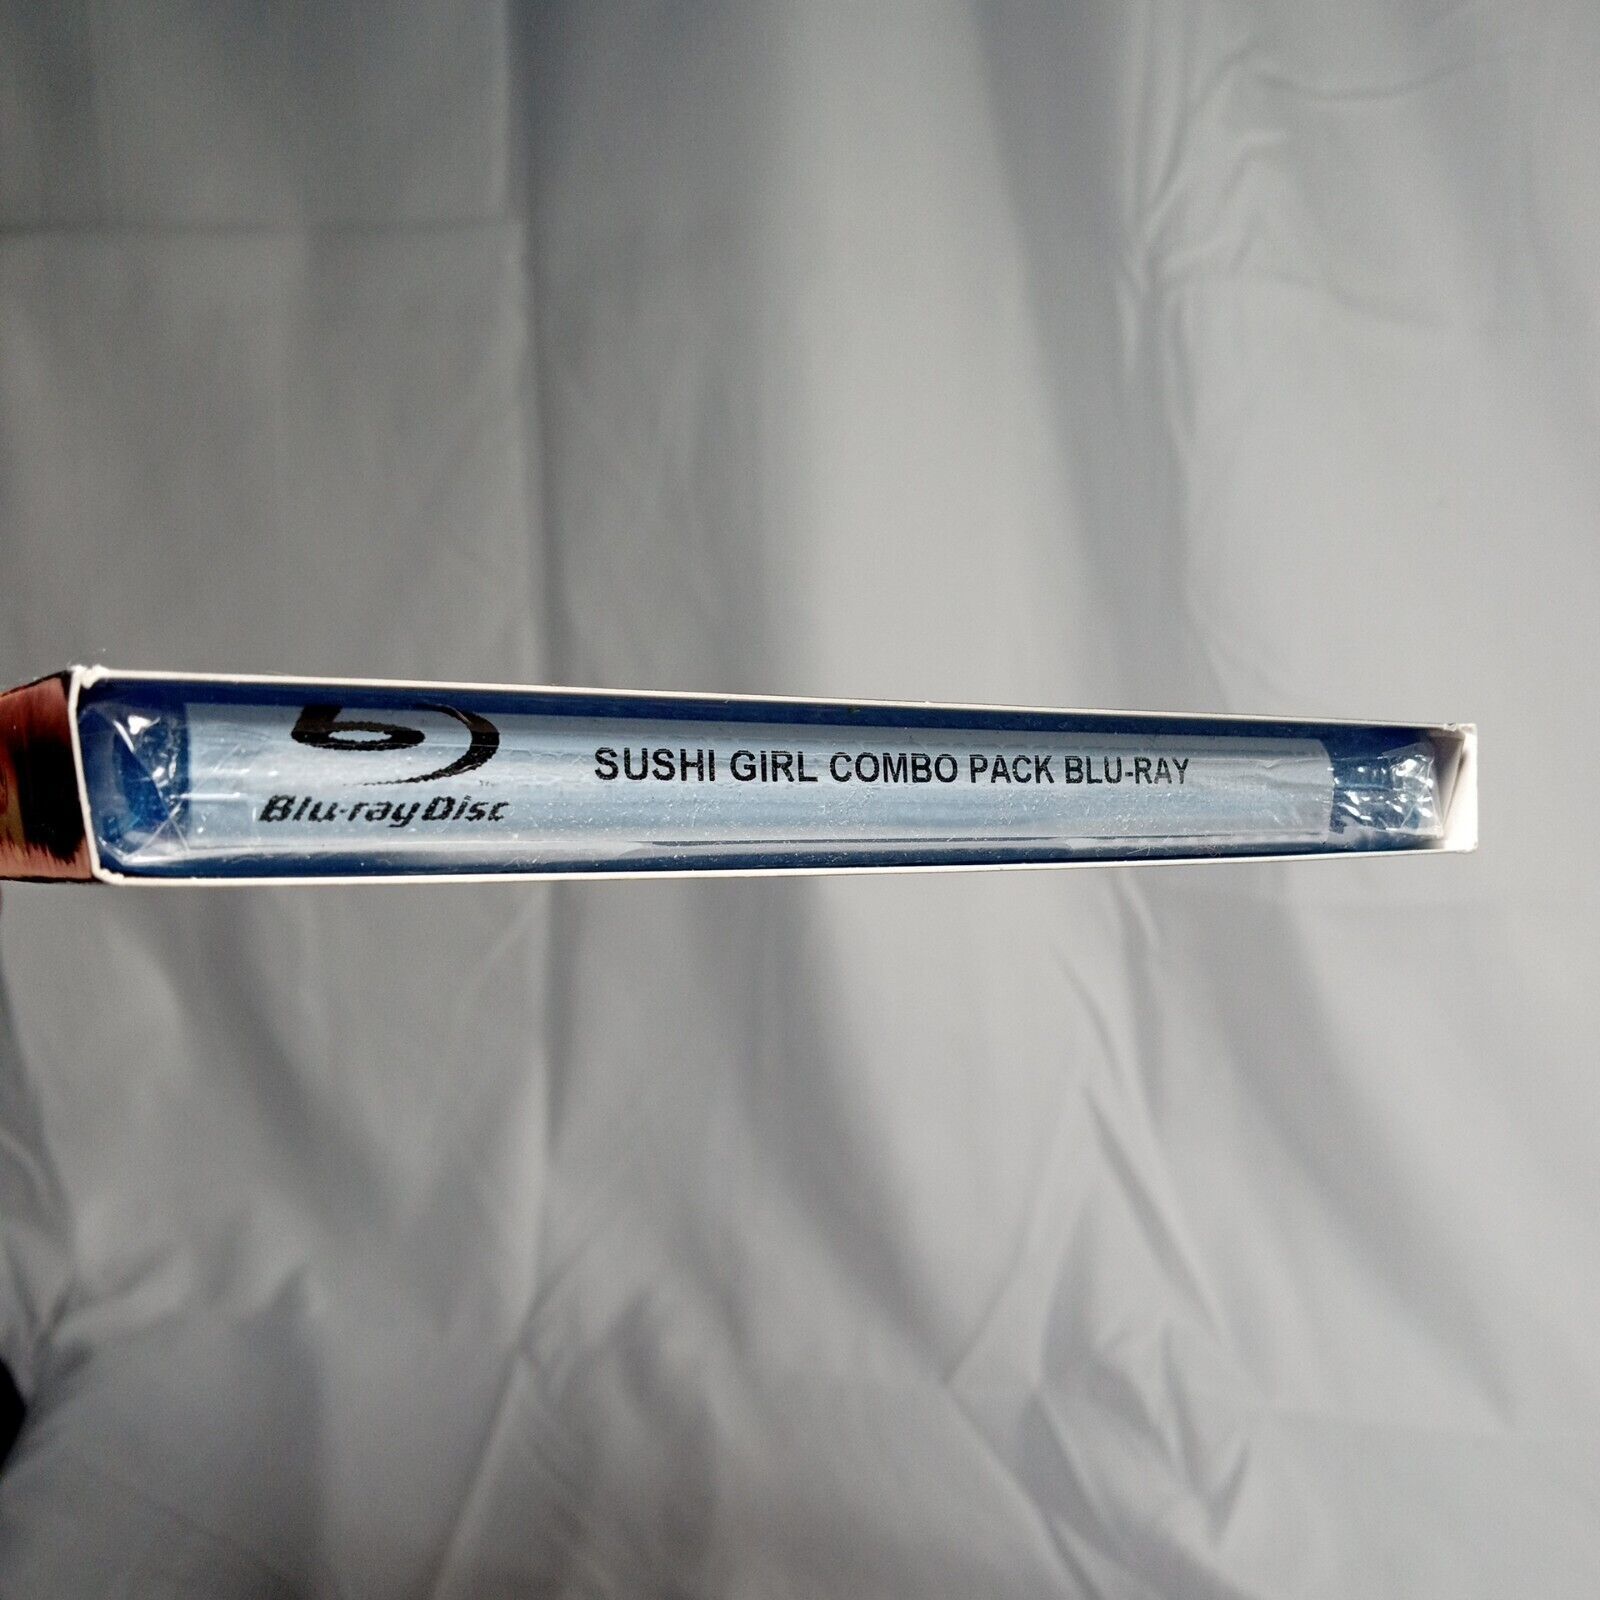 SUSHI GIRL COMBO PACK BLU-RAY
Blu-ray Disc